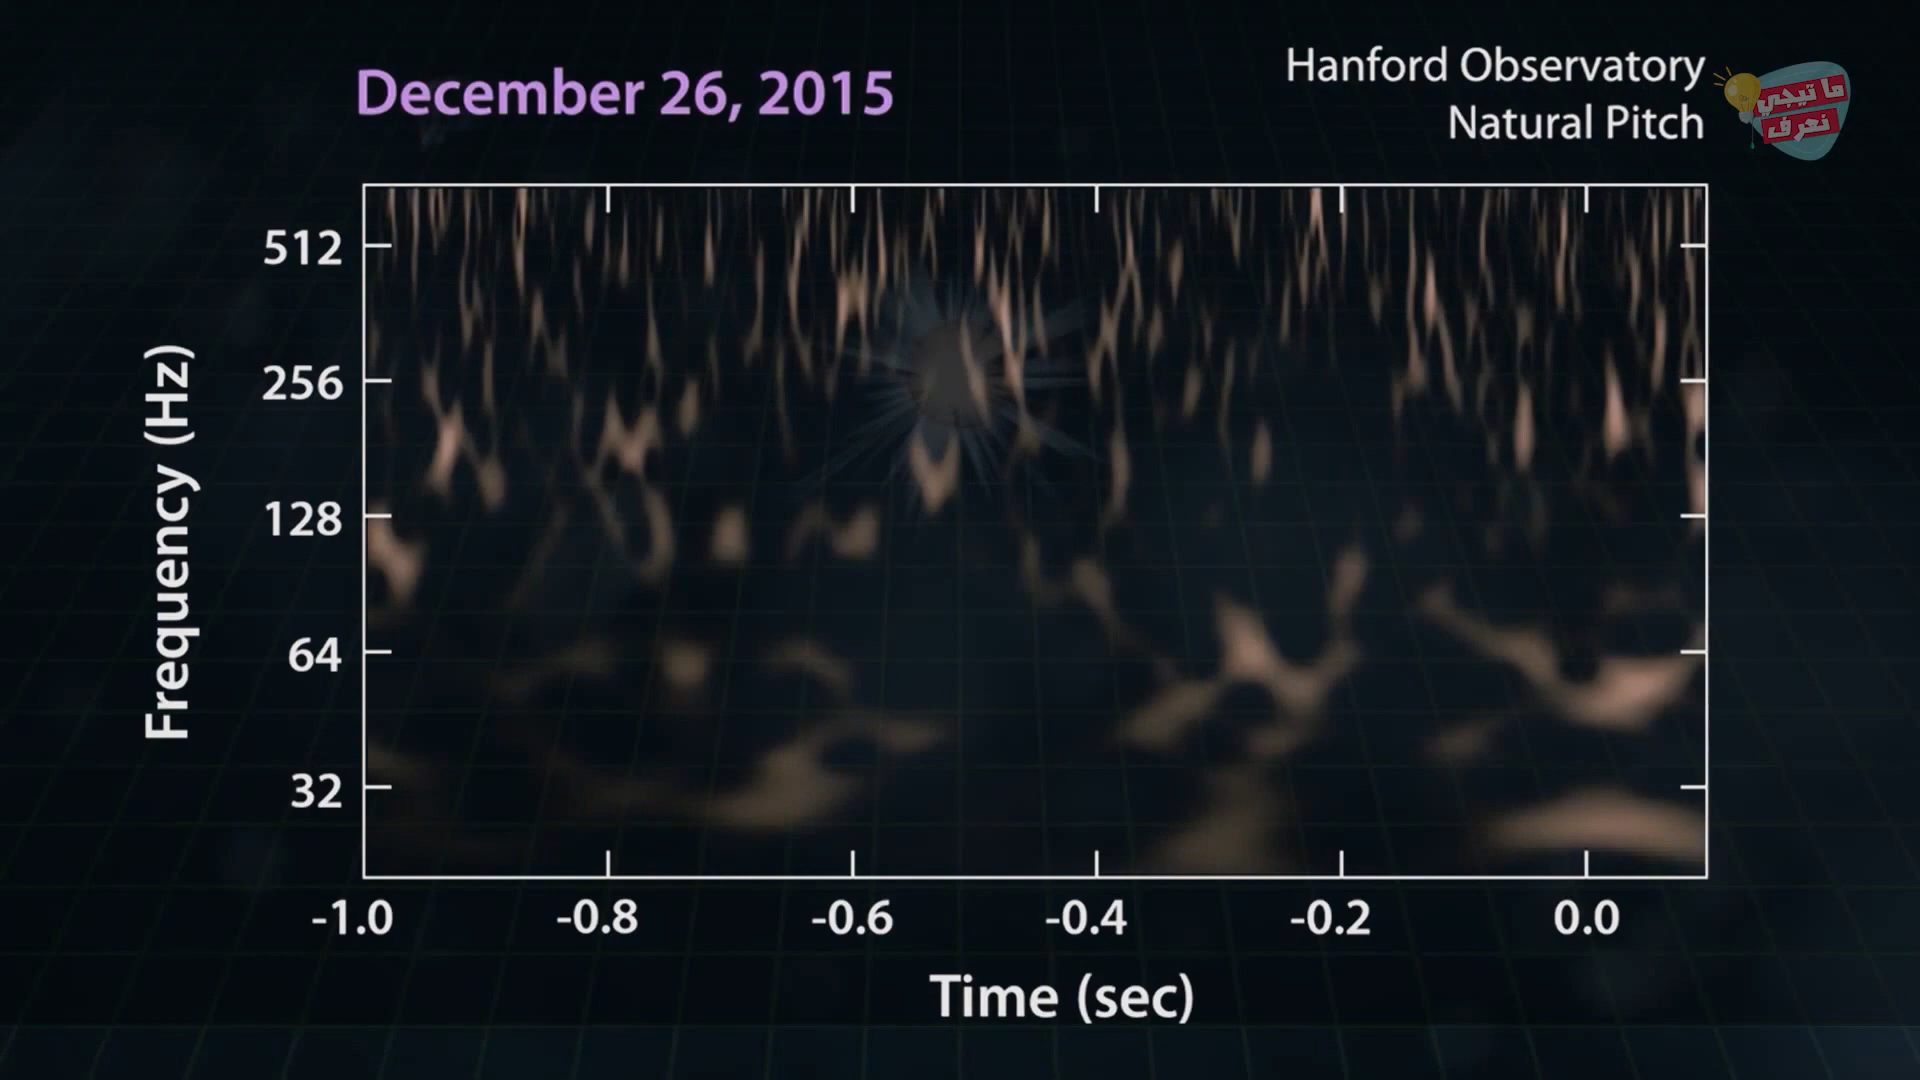 December 26, 2015
Hanford Observatory
Natural Pitch
ما تيجي
نعرف
Frequency (Hz)
512
256
128
64
32
-1.0
-0.8
-0.6
-0.4
-0.2
0.0
Time (sec)